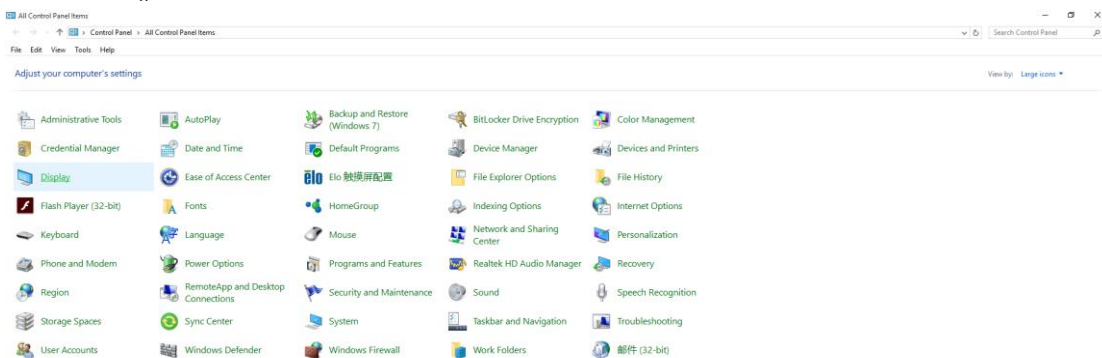 All Control Panel Items
Control Panel > All Control Panel Items
Search Control Panel
File Edit View Tools Help
Adjust your computer's settings
View by: Large icons
Administrative Tools
AutoPlay
Backup and Restore
(Windows 7)
BitLocker Drive Encryption
Color Management
Credential Manager
Date and Time
Default Programs
Device Manager
Devices and Printers
Display
Ease of Access Center
elo
Elo 触摸屏配置
File Explorer Options
File History
Flash Player (32-bit)
Fonts
HomeGroup
Indexing Options
Internet Options
Keyboard
Language
Mouse
Network and Sharing
Center
Personalization
Phone and Modem
Power Options
Programs and Features
Realtek HD Audio Manager
Recovery
Region
RemoteApp and Desktop
Connections
Security and Maintenance
Sound
Speech Recognition
Storage Spaces
Sync Center
System
Taskbar and Navigation
Troubleshooting
User Accounts
Windows Defender
Windows Firewall
Work Folders
邮件 (32-bit)